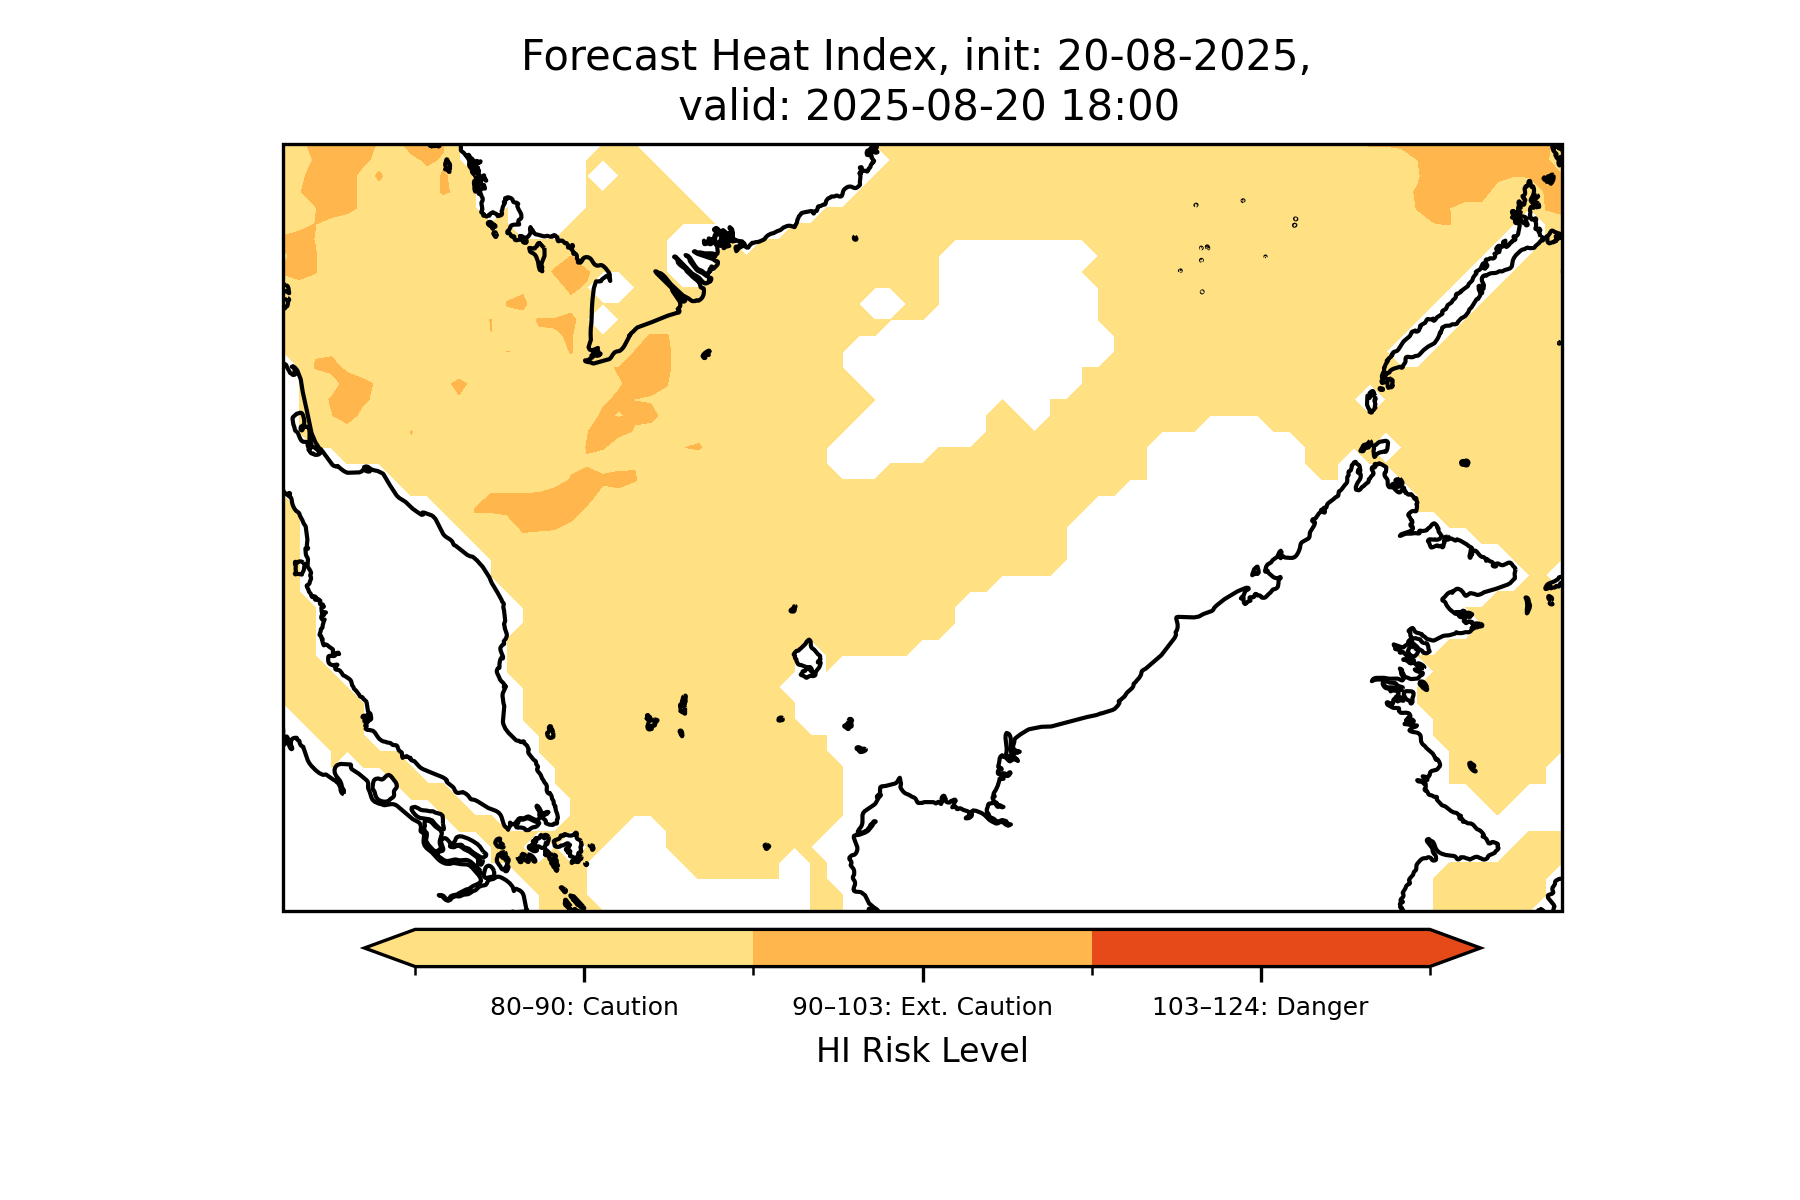 Forecast Heat Index, init: 20-08-2025,
valid: 2025-08-20 18:00
80–90: Caution
90–103: Ext. Caution
103–124: Danger
HI Risk Level